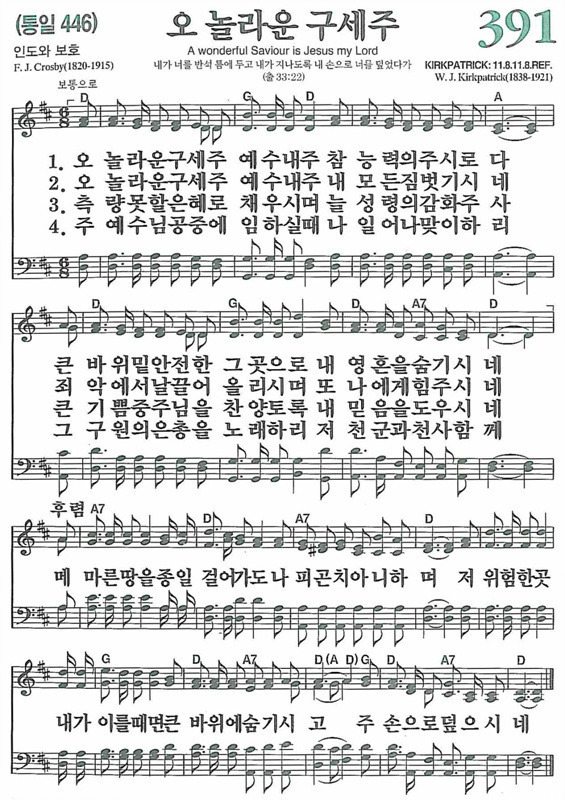 (통일 446)
오 놀라운 구세주
391
인도와 보호
A wonderful Saviour is Jesus my Lord
F. J. Crosby(1820-1915)
내가 너를 반석 틈에 두고 내가 지나도록 내 손으로 너를 덮었다가
(출 33:22)
KIRKPATRICK: 11.8.11.8.REF.
W. J. Kirkpatrick(1838-1921)
보통으로
D G D A
1. 오 놀라운구세주 예수내주 참 능력의주시로 다
2. 오 놀라운구세주 예수내주 내 모든짐벗기시 네
3. 측 량못할은혜로 채우시며 늘 성령의감화주 사
4. 주 예수님공중에 임하실때 나 일어나맞이하 리
D G D A7 D
큰 바위밑안전한 그곳으로 내 영혼을숨기시 네
죄 악에서날끌어 올리시며 또 나에게힘주시 네
큰 기쁨중주님을 찬양토록 내 믿음을도우시 네
그 구원의은총을 노래하리 저 천군과천사함 께
후렴 A7 D A7 D
메 마른땅을종일 걸어가도나 피곤치아니하 며 저 위험한곳
G D A7 D(A D)G D A7 D
내가 이를때면큰 바위에숨기시 고 주 손으로덮으시 네